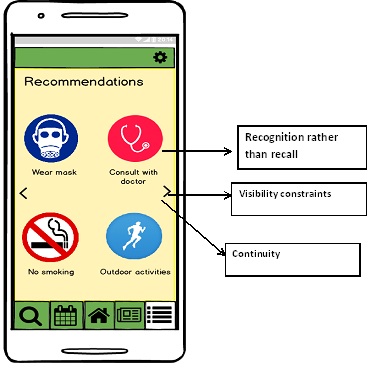 Recommendations
Wear mask
Consult with
doctor
No smoking
Outdoor activities
Recognition rather
than recall
Visibility constraints
Continuity